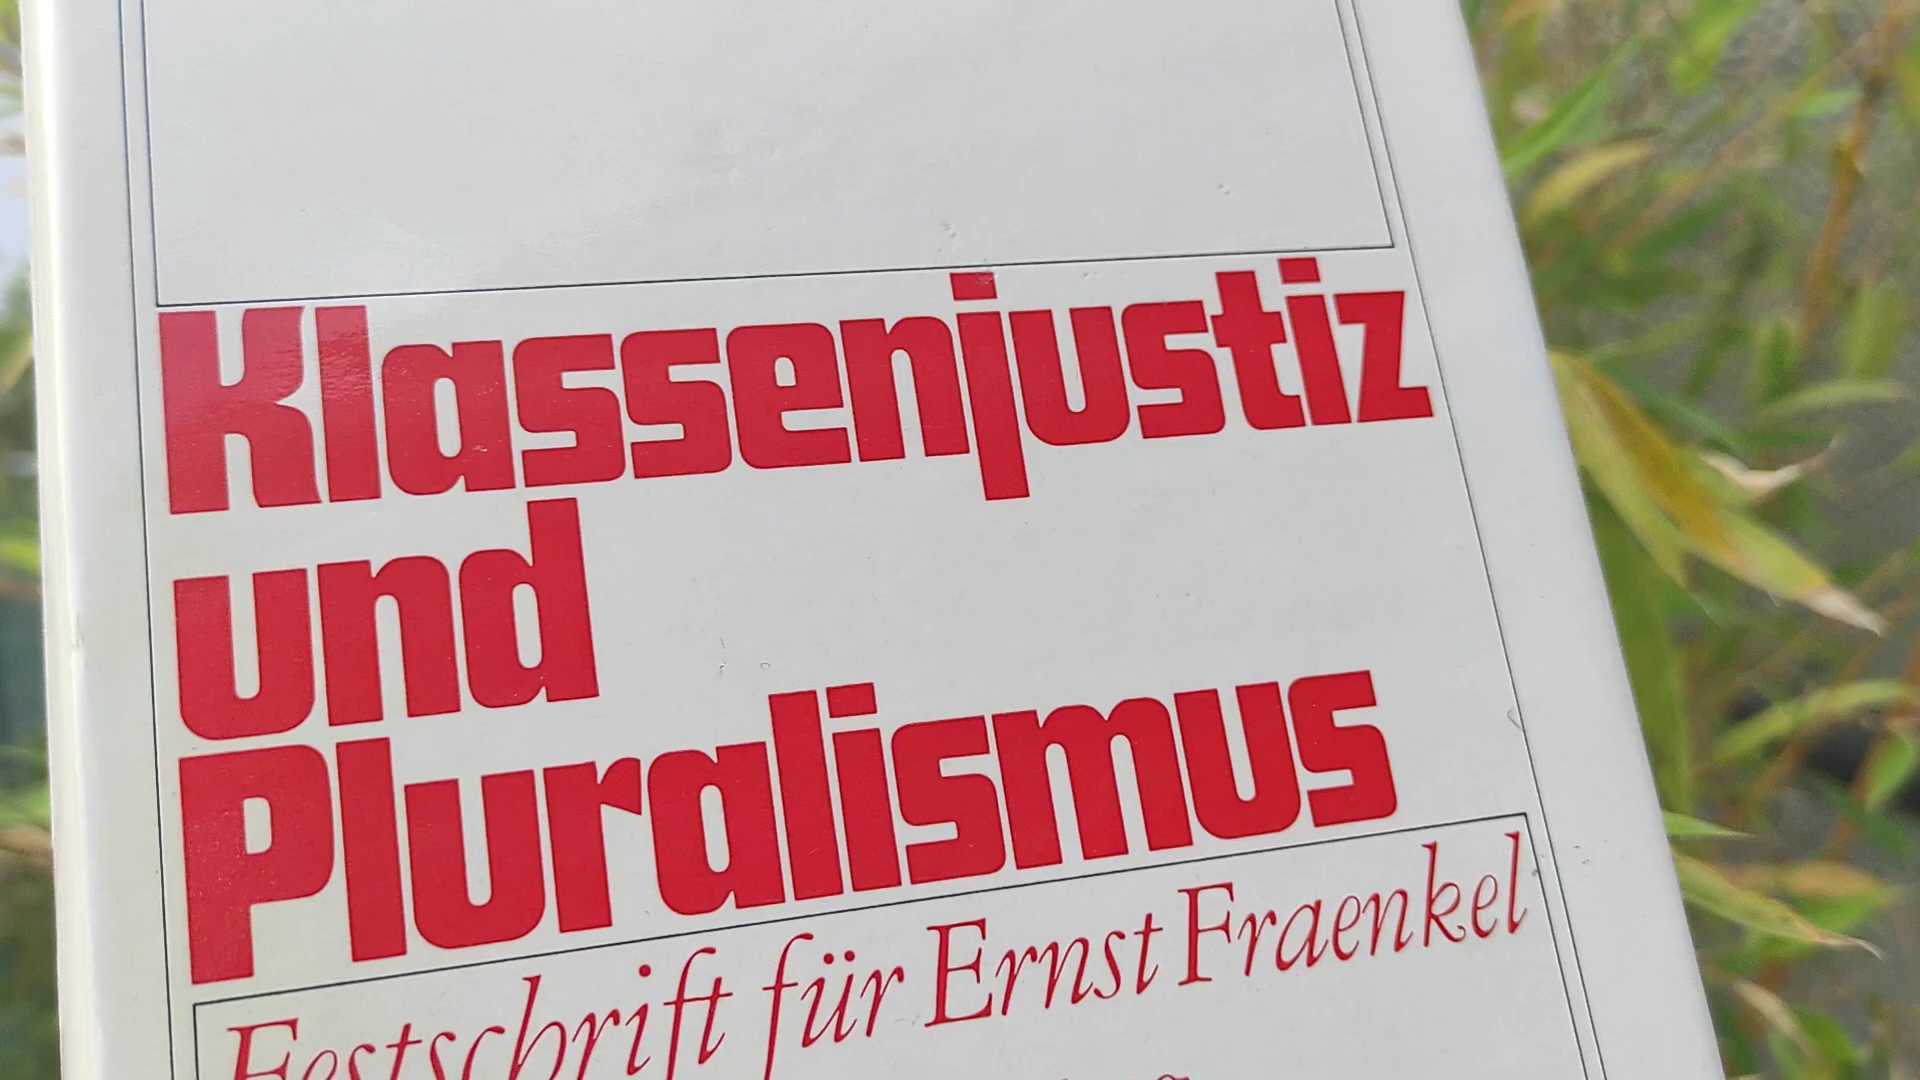 Klassenjustiz
und
Pluralismus
Festschrift für Ernst Fraenkel